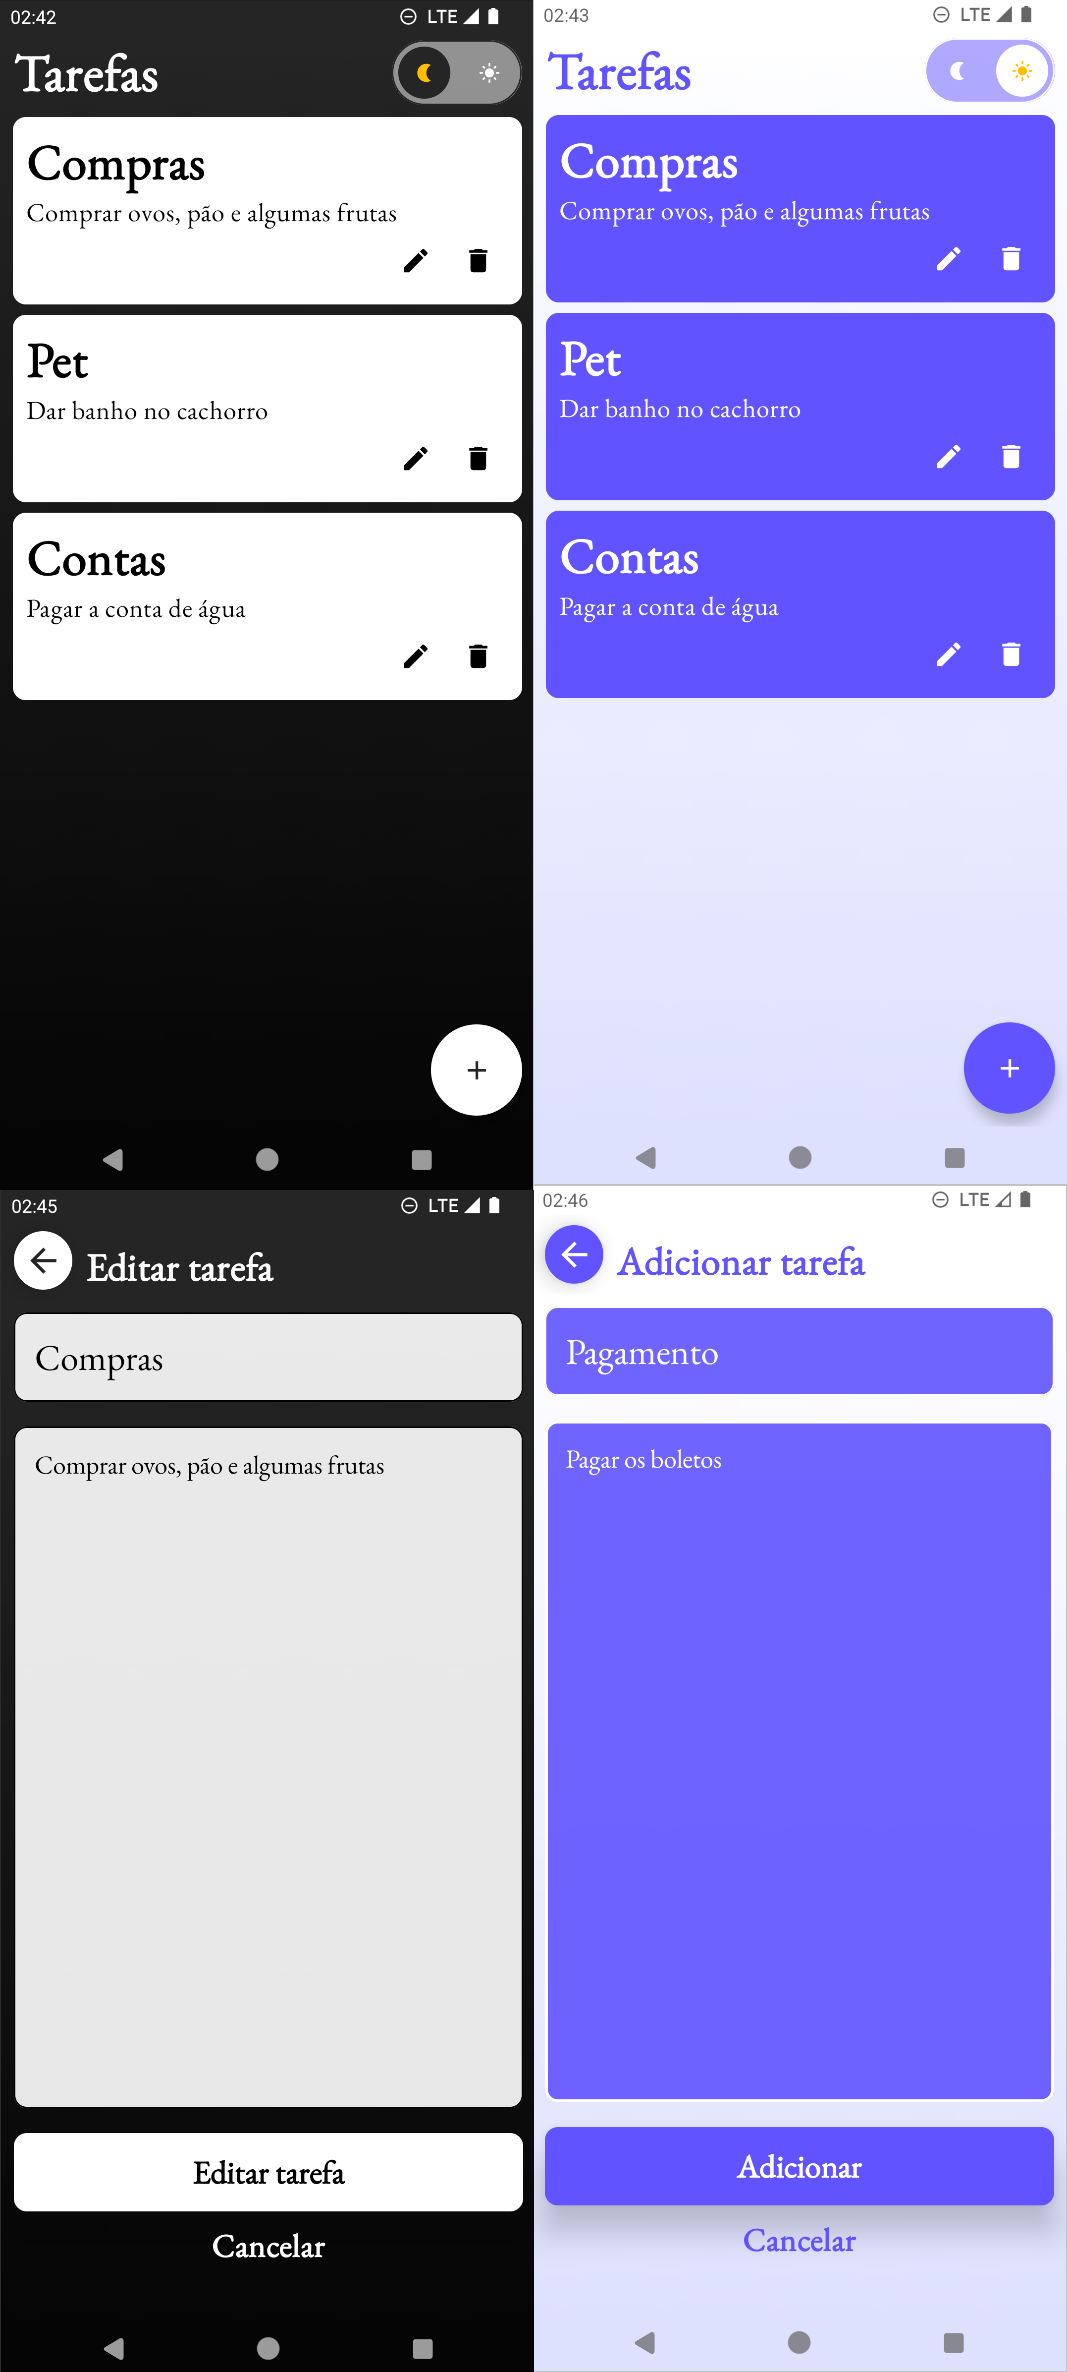 02:42
LTE
Tarefas
Compras
Comprar ovos, pão e algumas frutas
Pet
Dar banho no cachorro
Contas
Pagar a conta de água
+
02:43
LTE
Tarefas
Compras
Comprar ovos, pão e algumas frutas
Pet
Dar banho no cachorro
Contas
Pagar a conta de água
+
02:45
LTE
Editar tarefa
Compras
Comprar ovos, pão e algumas frutas
Editar tarefa
Cancelar
02:46
LTE
Adicionar tarefa
Pagamento
Pagar os boletos
Adicionar
Cancelar